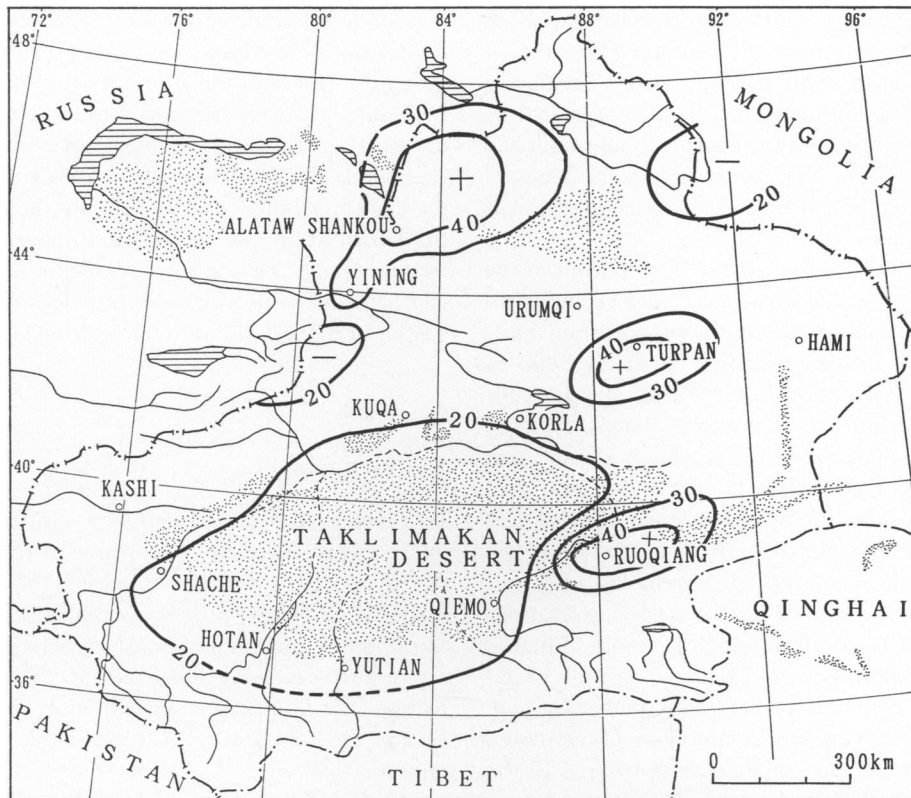 72° 76° 80° 84° 88° 92° 96°
48°
RUSSIA
MONGOLIA
30
+
−
20
ALATAW SHANKOU
40
44°
YINING
URUMQI
40
TURPAN
HAMI
−
+
20
30
KUQA
20
KORLA
40°
KASHI
30
TAKLIMAKAN
DESERT
40
+
RUOQIANG
SHACHE
QIEMO
QINGHAI
HOTAN
20
YUTIAN
36°
PAKISTAN
TIBET
0 300km